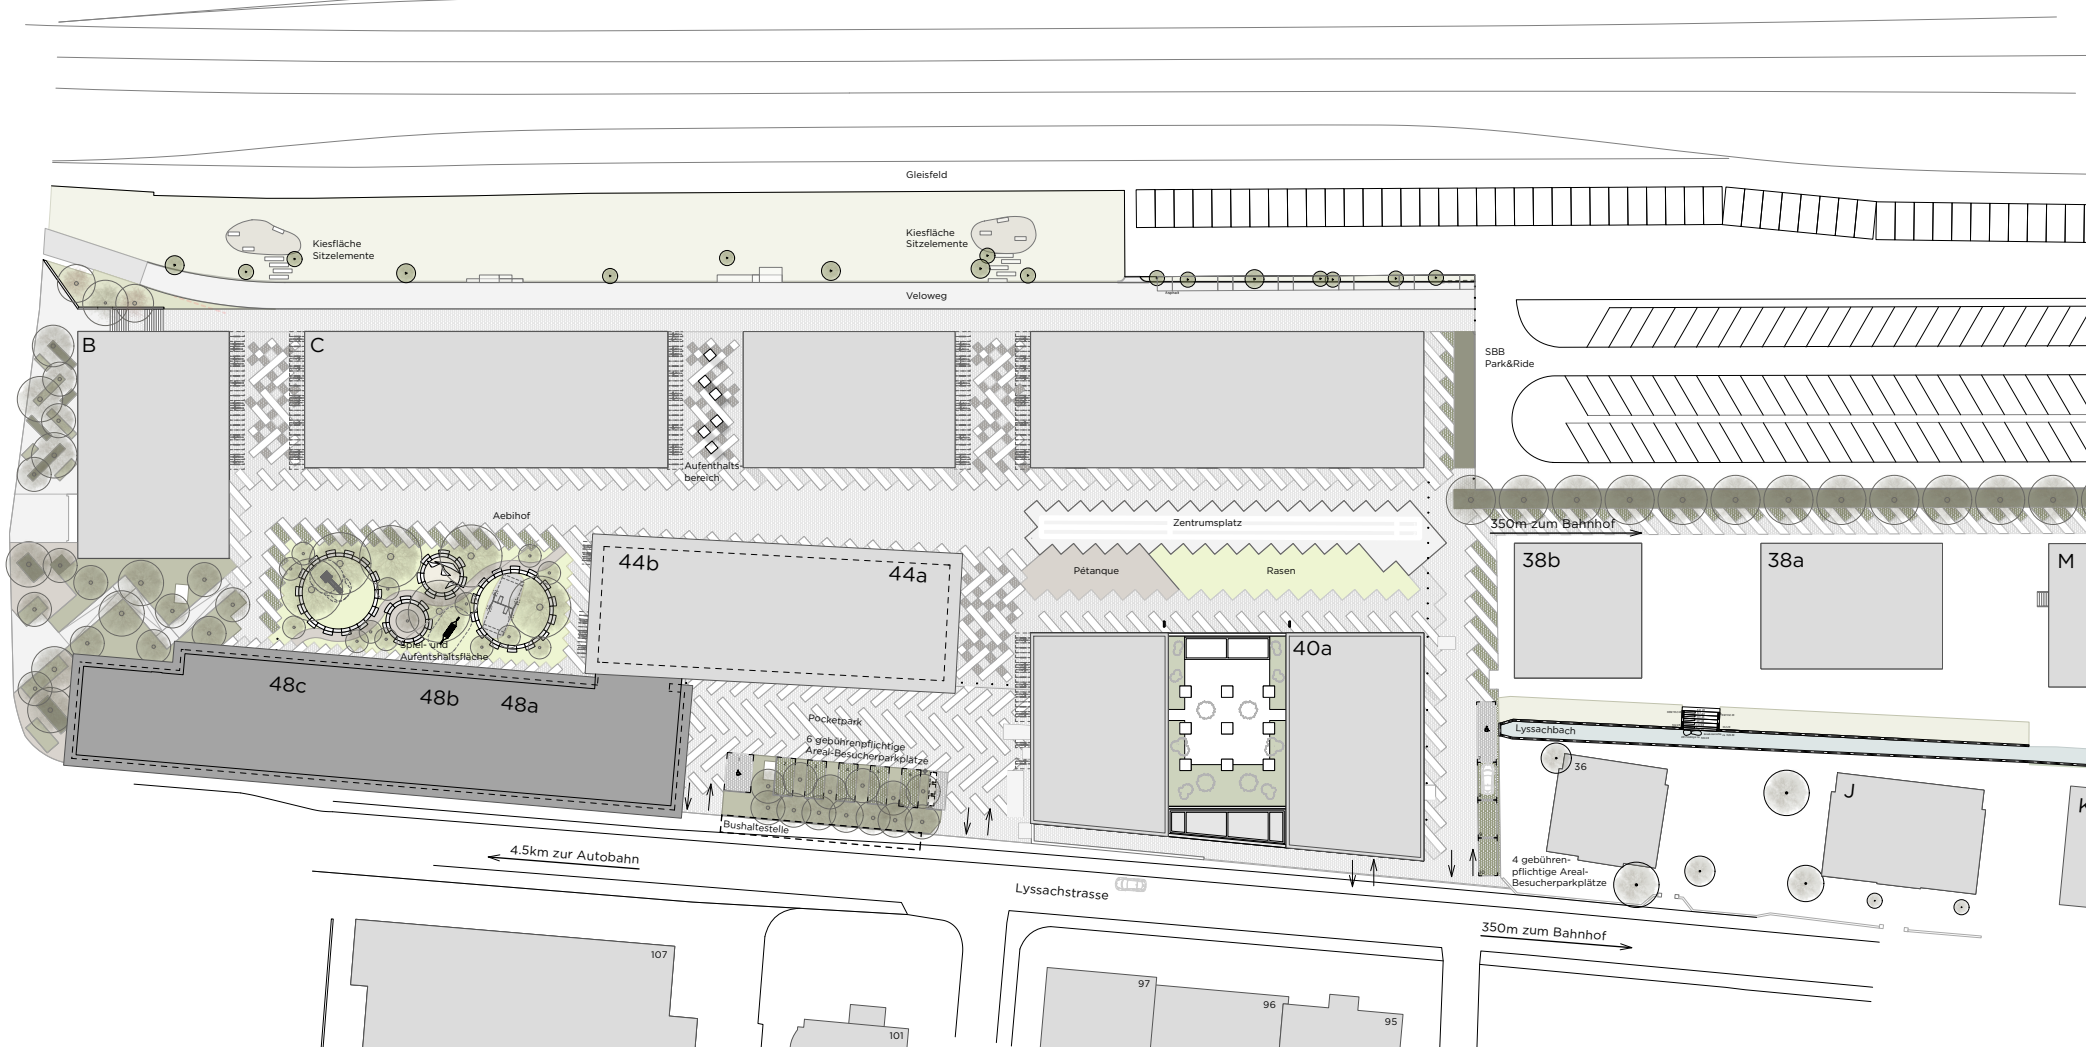 Gleisfeld
Kiesfläche
Sitzelemente
Kiesfläche
Sitzelemente
Veloweg
B
C
SBB
Park&Ride
Aufenthalts-
bereich
Aebihof
Zentrumsplatz
350m zum Bahnhof
44b
44a
Pétanque
Rasen
38b
38a
M
Spiel- und
Aufentshaltsfläche
40a
48c
48b
48a
Pocketpark
6 gebührenpflichtige
Areal-Besucherparkplätze
Lyssachbach
36
J
K
Bushaltestelle
4.5km zur Autobahn
4 gebühren-
pflichtige Areal-
Besucherparkplätze
Lyssachstrasse
350m zum Bahnhof
107
97
96
95
101